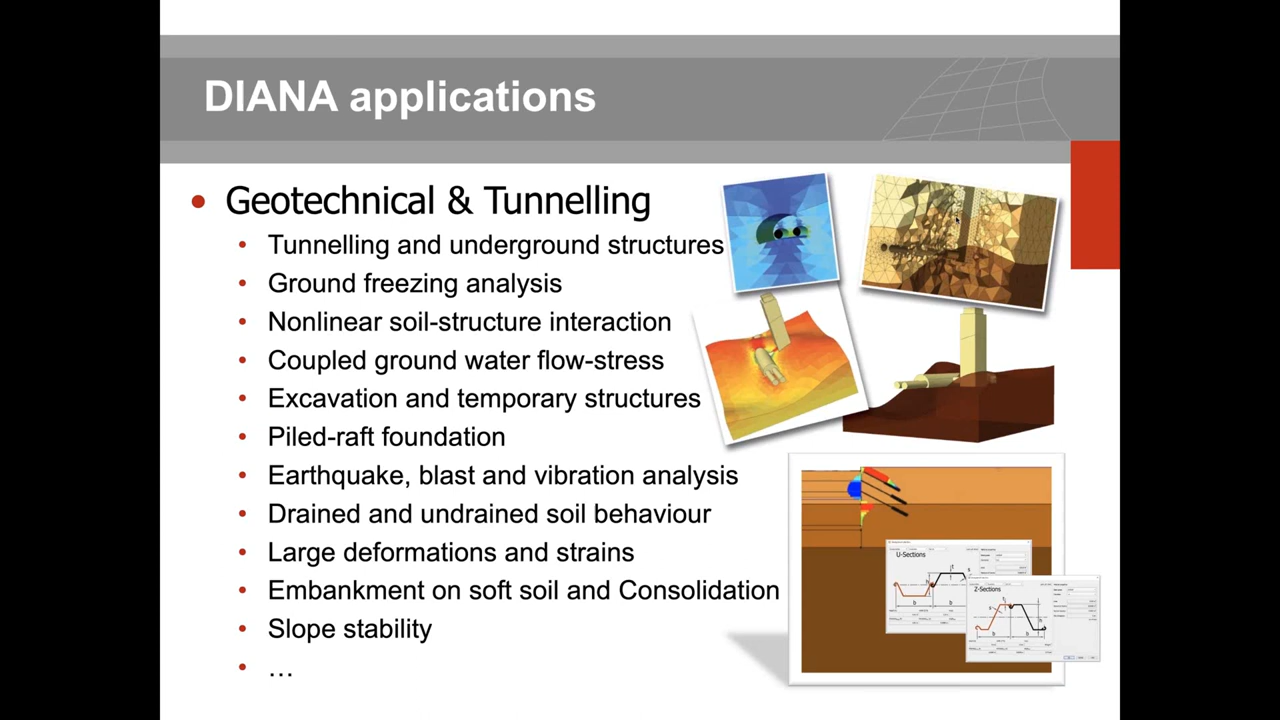 DIANA applications
• Geotechnical & Tunnelling
• Tunnelling and underground structures
• Ground freezing analysis
• Nonlinear soil-structure interaction
• Coupled ground water flow-stress
• Excavation and temporary structures
• Piled-raft foundation
• Earthquake, blast and vibration analysis
• Drained and undrained soil behaviour
• Large deformations and strains
• Embankment on soft soil and Consolidation
• Slope stability
• …
U-Sections
Z-Sections